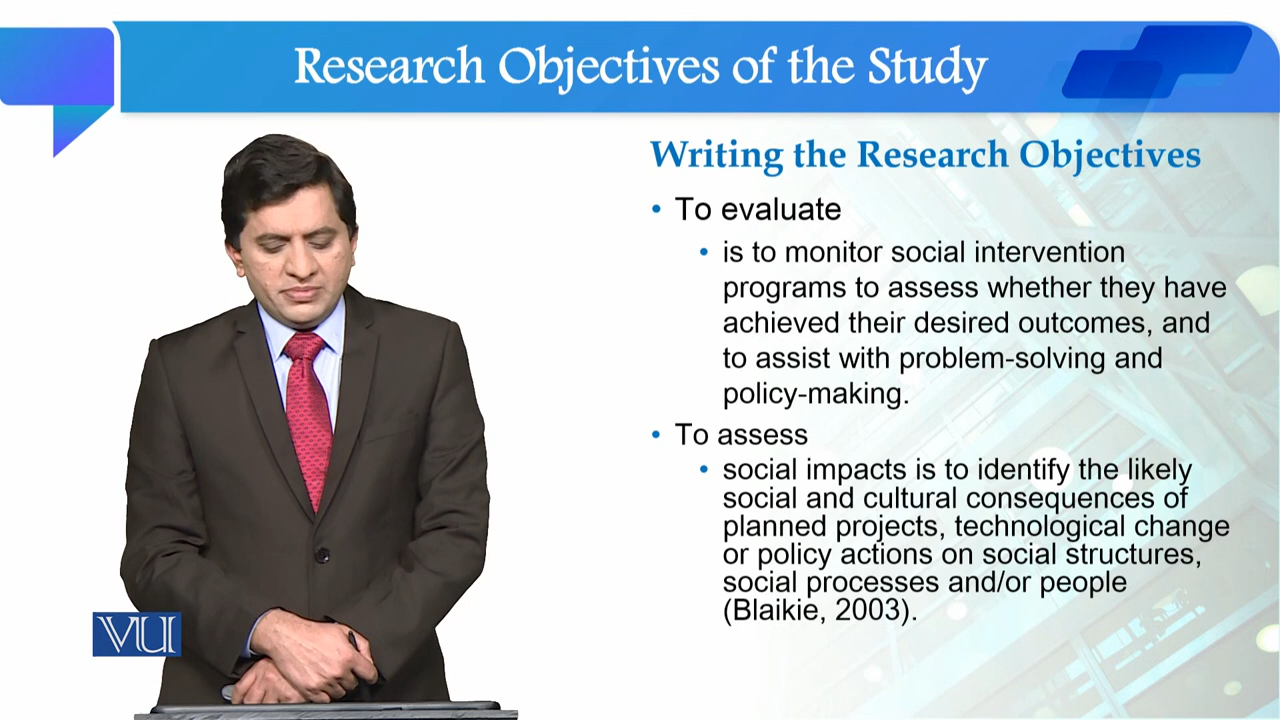 Research Objectives of the Study
Writing the Research Objectives
• To evaluate
• is to monitor social intervention
programs to assess whether they have
achieved their desired outcomes, and
to assist with problem-solving and
policy-making.
• To assess
• social impacts is to identify the likely
social and cultural consequences of
planned projects, technological change
or policy actions on social structures,
social processes and/or people
(Blaikie, 2003).
VU